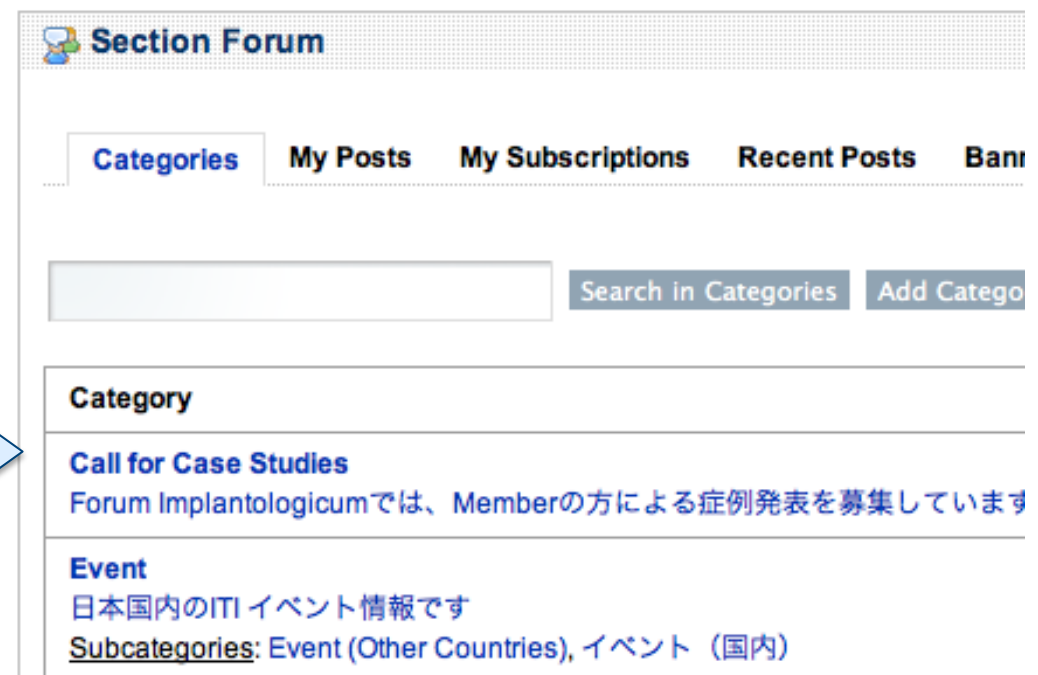 Section Forum
Categories My Posts My Subscriptions Recent Posts
Search in Categories Add
Category
Call for Case Studies
Forum Implantologicumでは、Memberの方による症例発表を募集しています
Event
日本国内のITI イベント情報です
Subcategories: Event (Other Countries), イベント（国内）